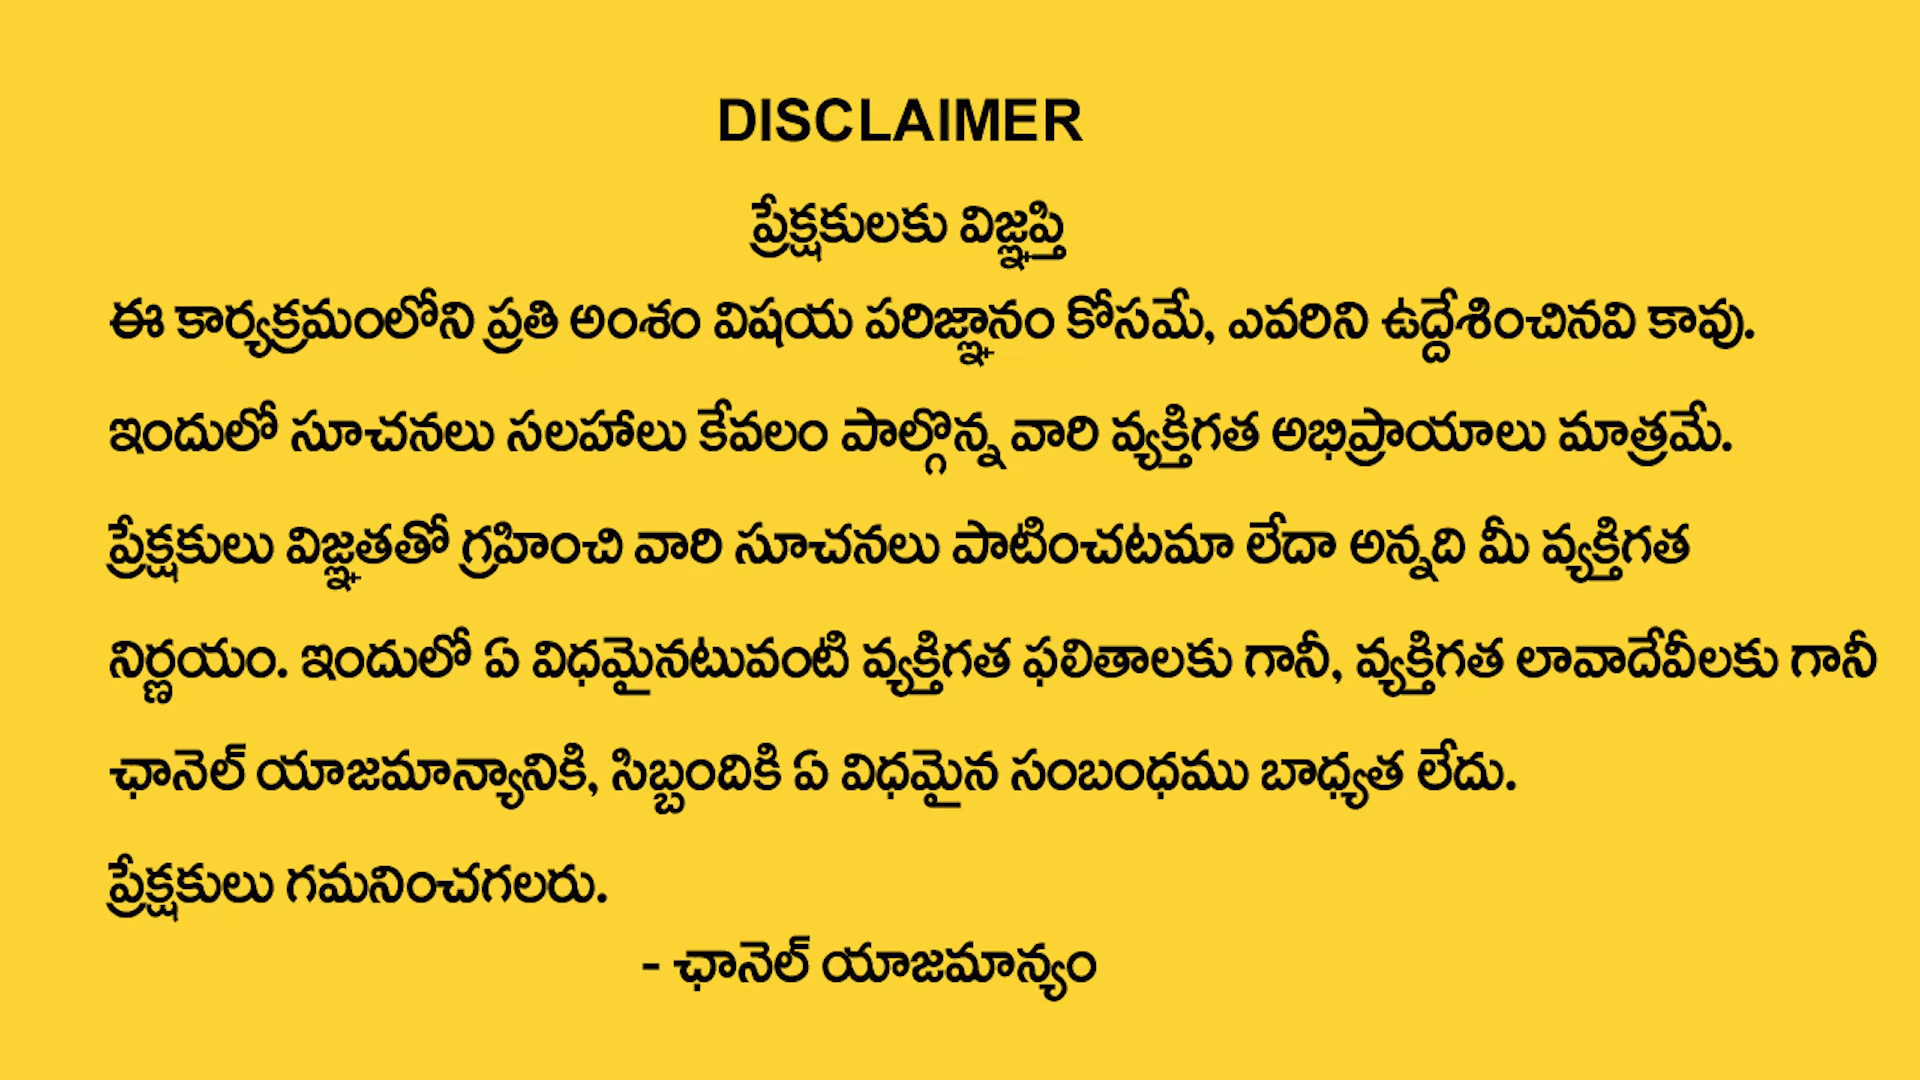 DISCLAIMER
ప్రేక్షకులకు విజ్ఞప్తి
ఈ కార్యక్రమంలోని ప్రతి అంశం విషయ పరిజ్ఞానం కోసమే, ఎవరిని ఉద్దేశించినవి కావు.
ఇందులో సూచనలు సలహాలు కేవలం పాల్గొన్న వారి వ్యక్తిగత అభిప్రాయాలు మాత్రమే.
ప్రేక్షకులు విజ్ఞతతో గ్రహించి వారి సూచనలు పాటించటమా లేదా అన్నది మీ వ్యక్తిగత
నిర్ణయం. ఇందులో ఏ విధమైనటువంటి వ్యక్తిగత ఫలితాలకు గానీ, వ్యక్తిగత లావాదేవీలకు గానీ
ఛానెల్ యాజమాన్యానికి, సిబ్బందికి ఏ విధమైన సంబంధము బాధ్యత లేదు.
ప్రేక్షకులు గమనించగలరు.
- ఛానెల్ యాజమాన్యం